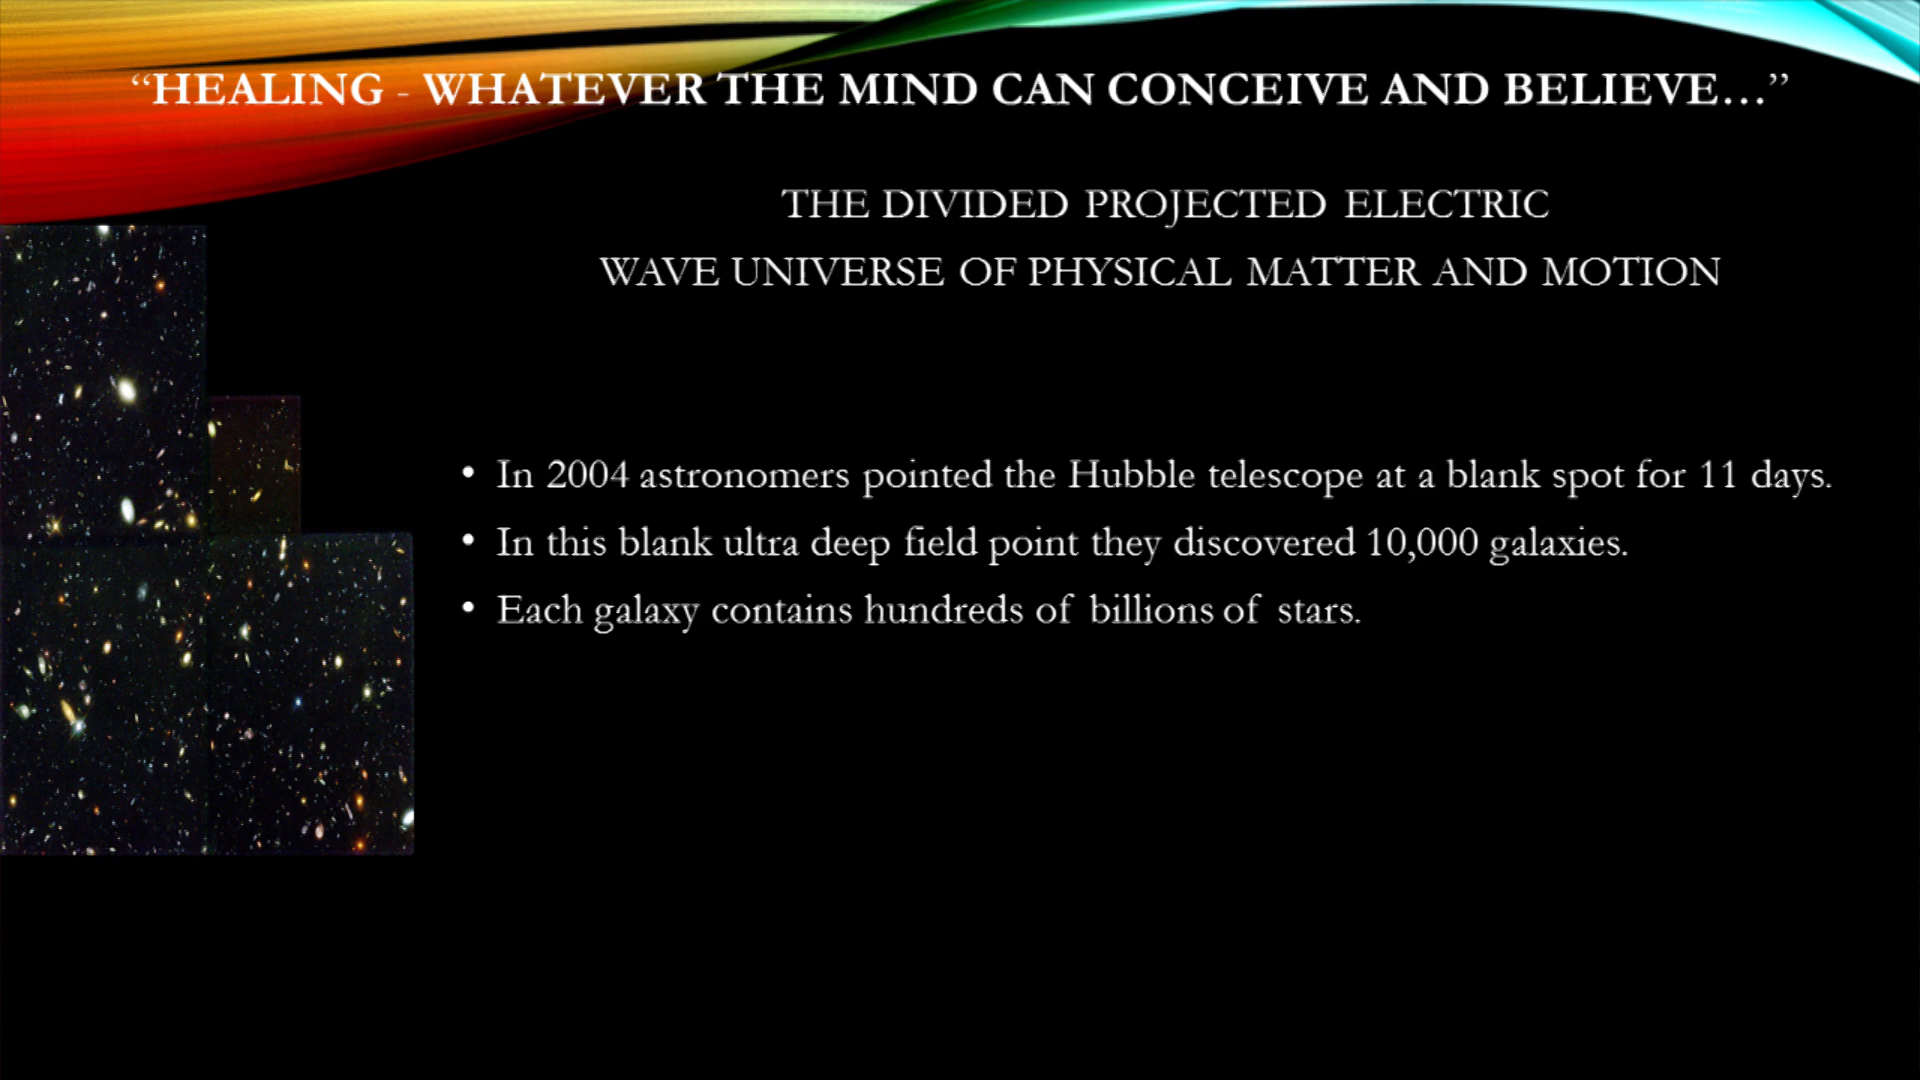 “HEALING - WHATEVER THE MIND CAN CONCEIVE AND BELIEVE…”
THE DIVIDED PROJECTED ELECTRIC
WAVE UNIVERSE OF PHYSICAL MATTER AND MOTION
• In 2004 astronomers pointed the Hubble telescope at a blank spot for 11 days.
• In this blank ultra deep field point they discovered 10,000 galaxies.
• Each galaxy contains hundreds of billions of stars.